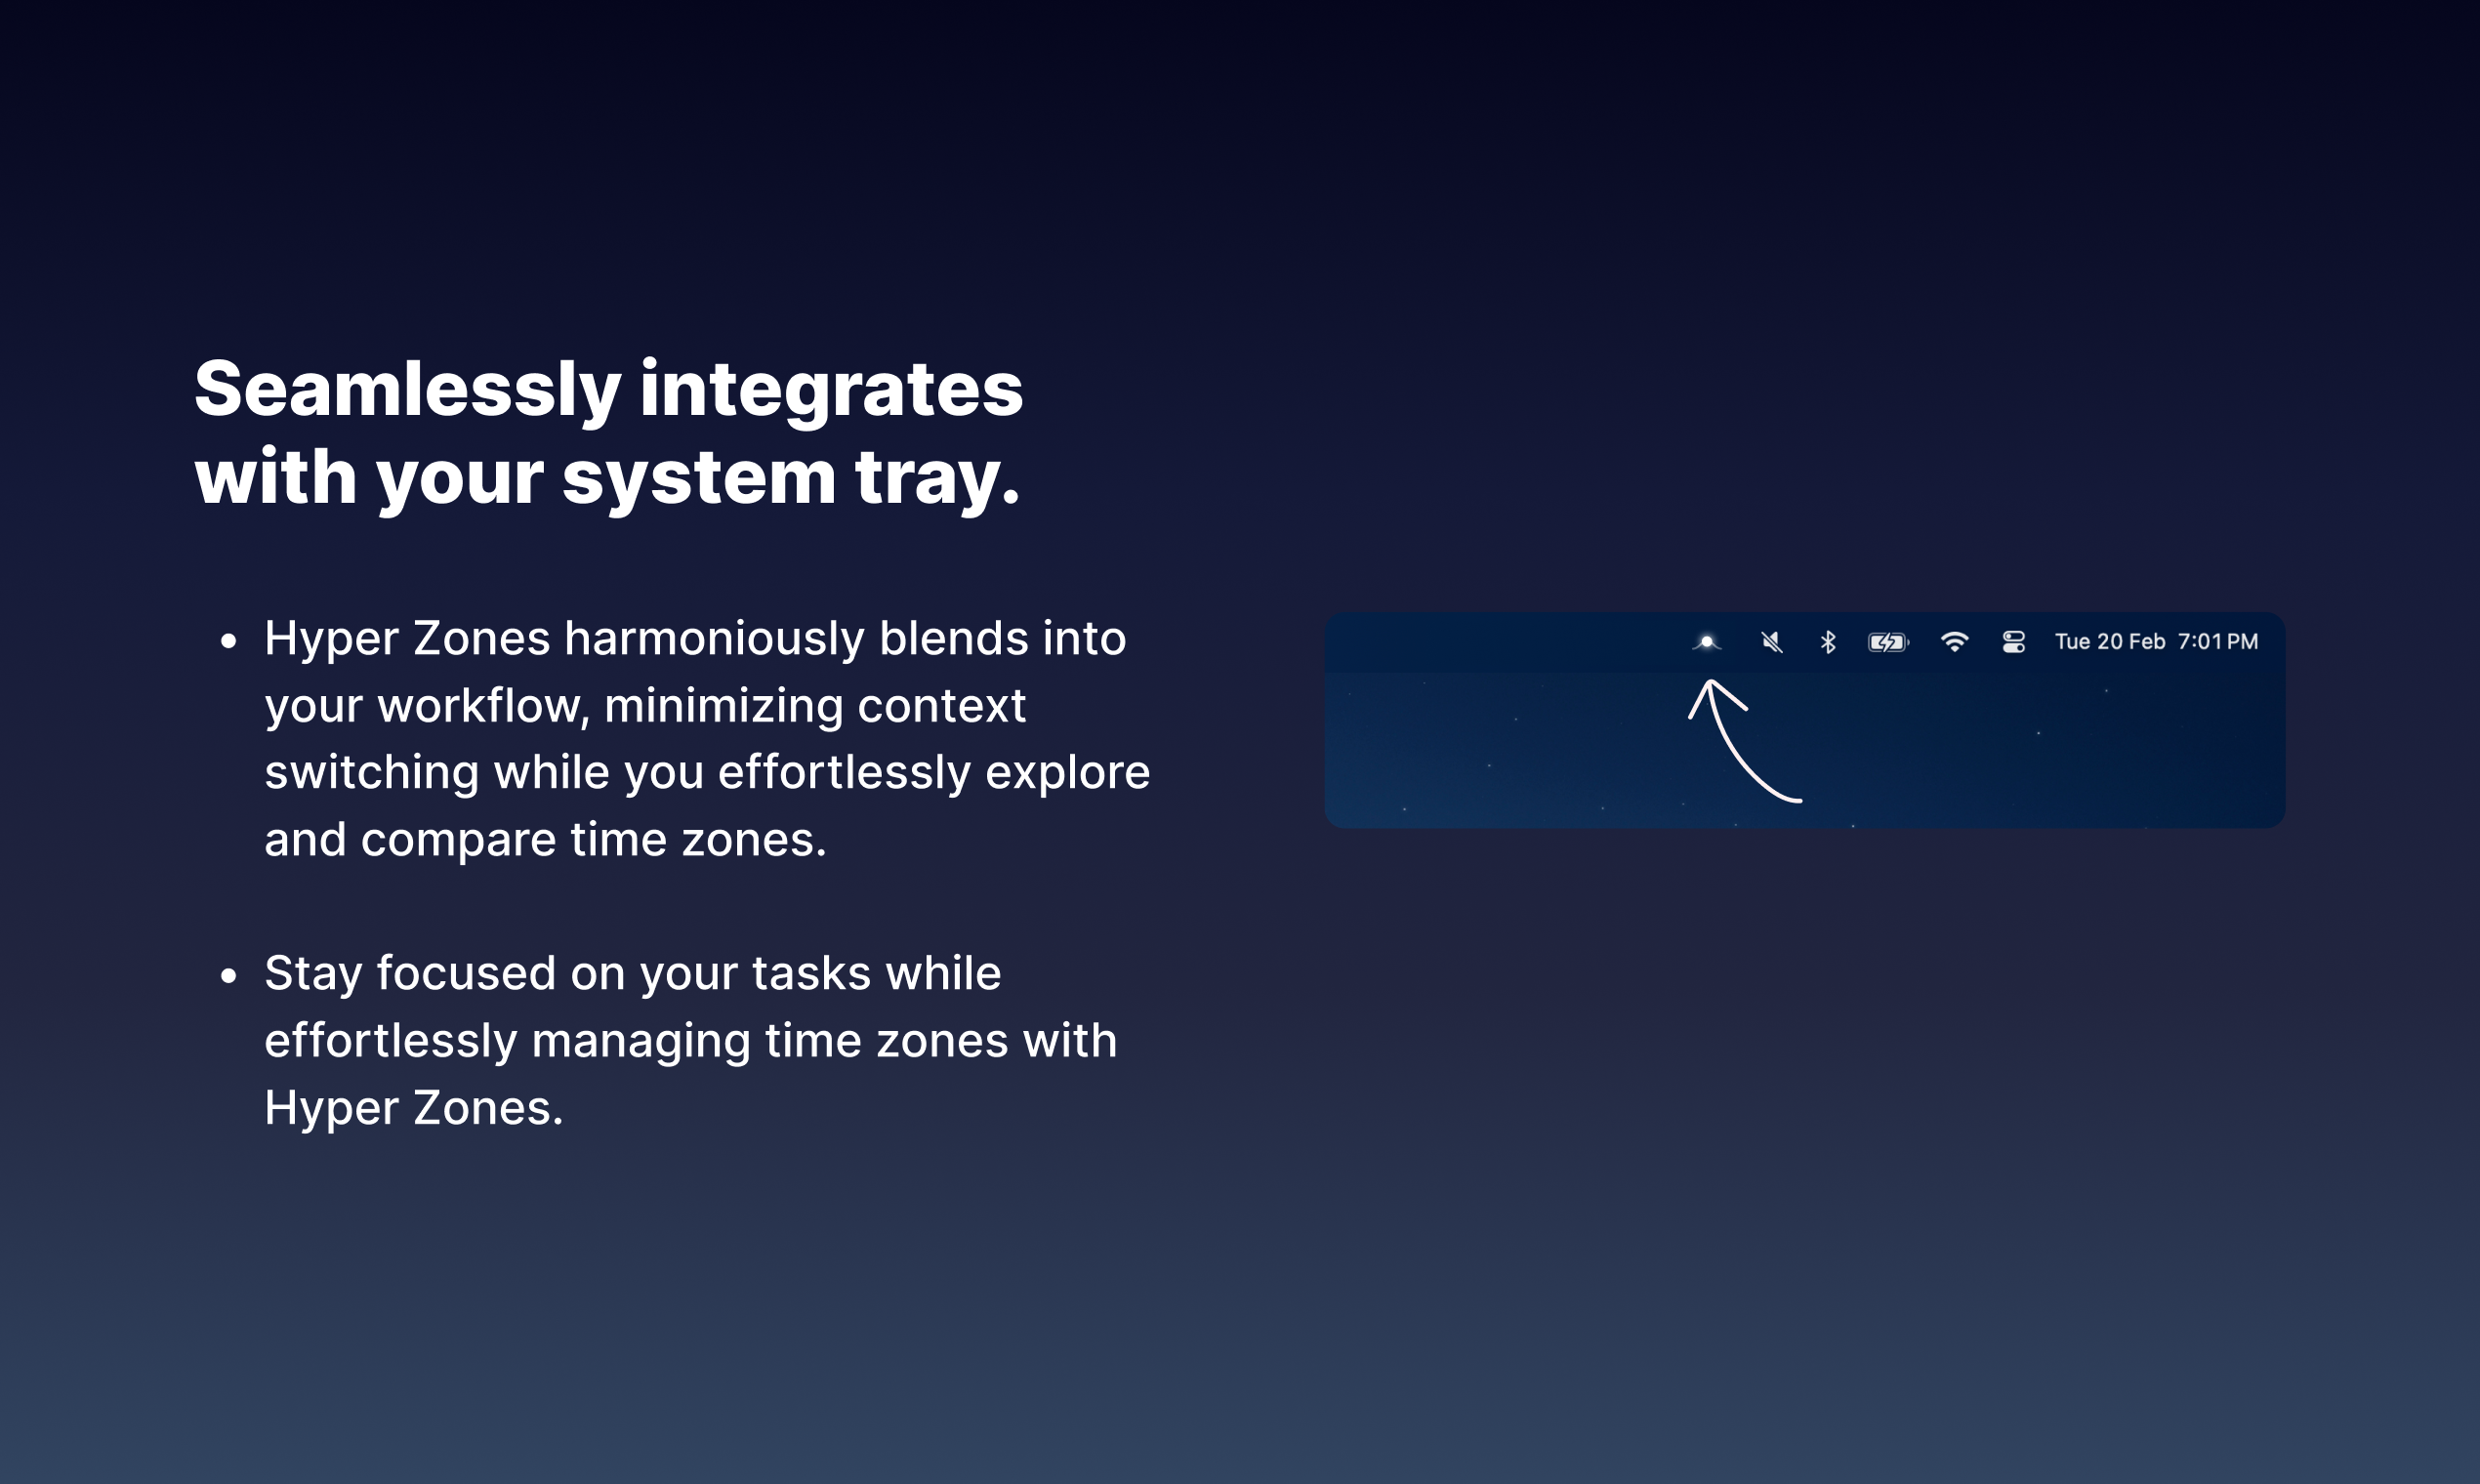 Seamlessly integrates
with your system tray.
• Hyper Zones harmoniously blends into
your workflow, minimizing context
switching while you effortlessly explore
and compare time zones.
• Stay focused on your tasks while
effortlessly managing time zones with
Hyper Zones.
Tue 20 Feb 7:01 PM